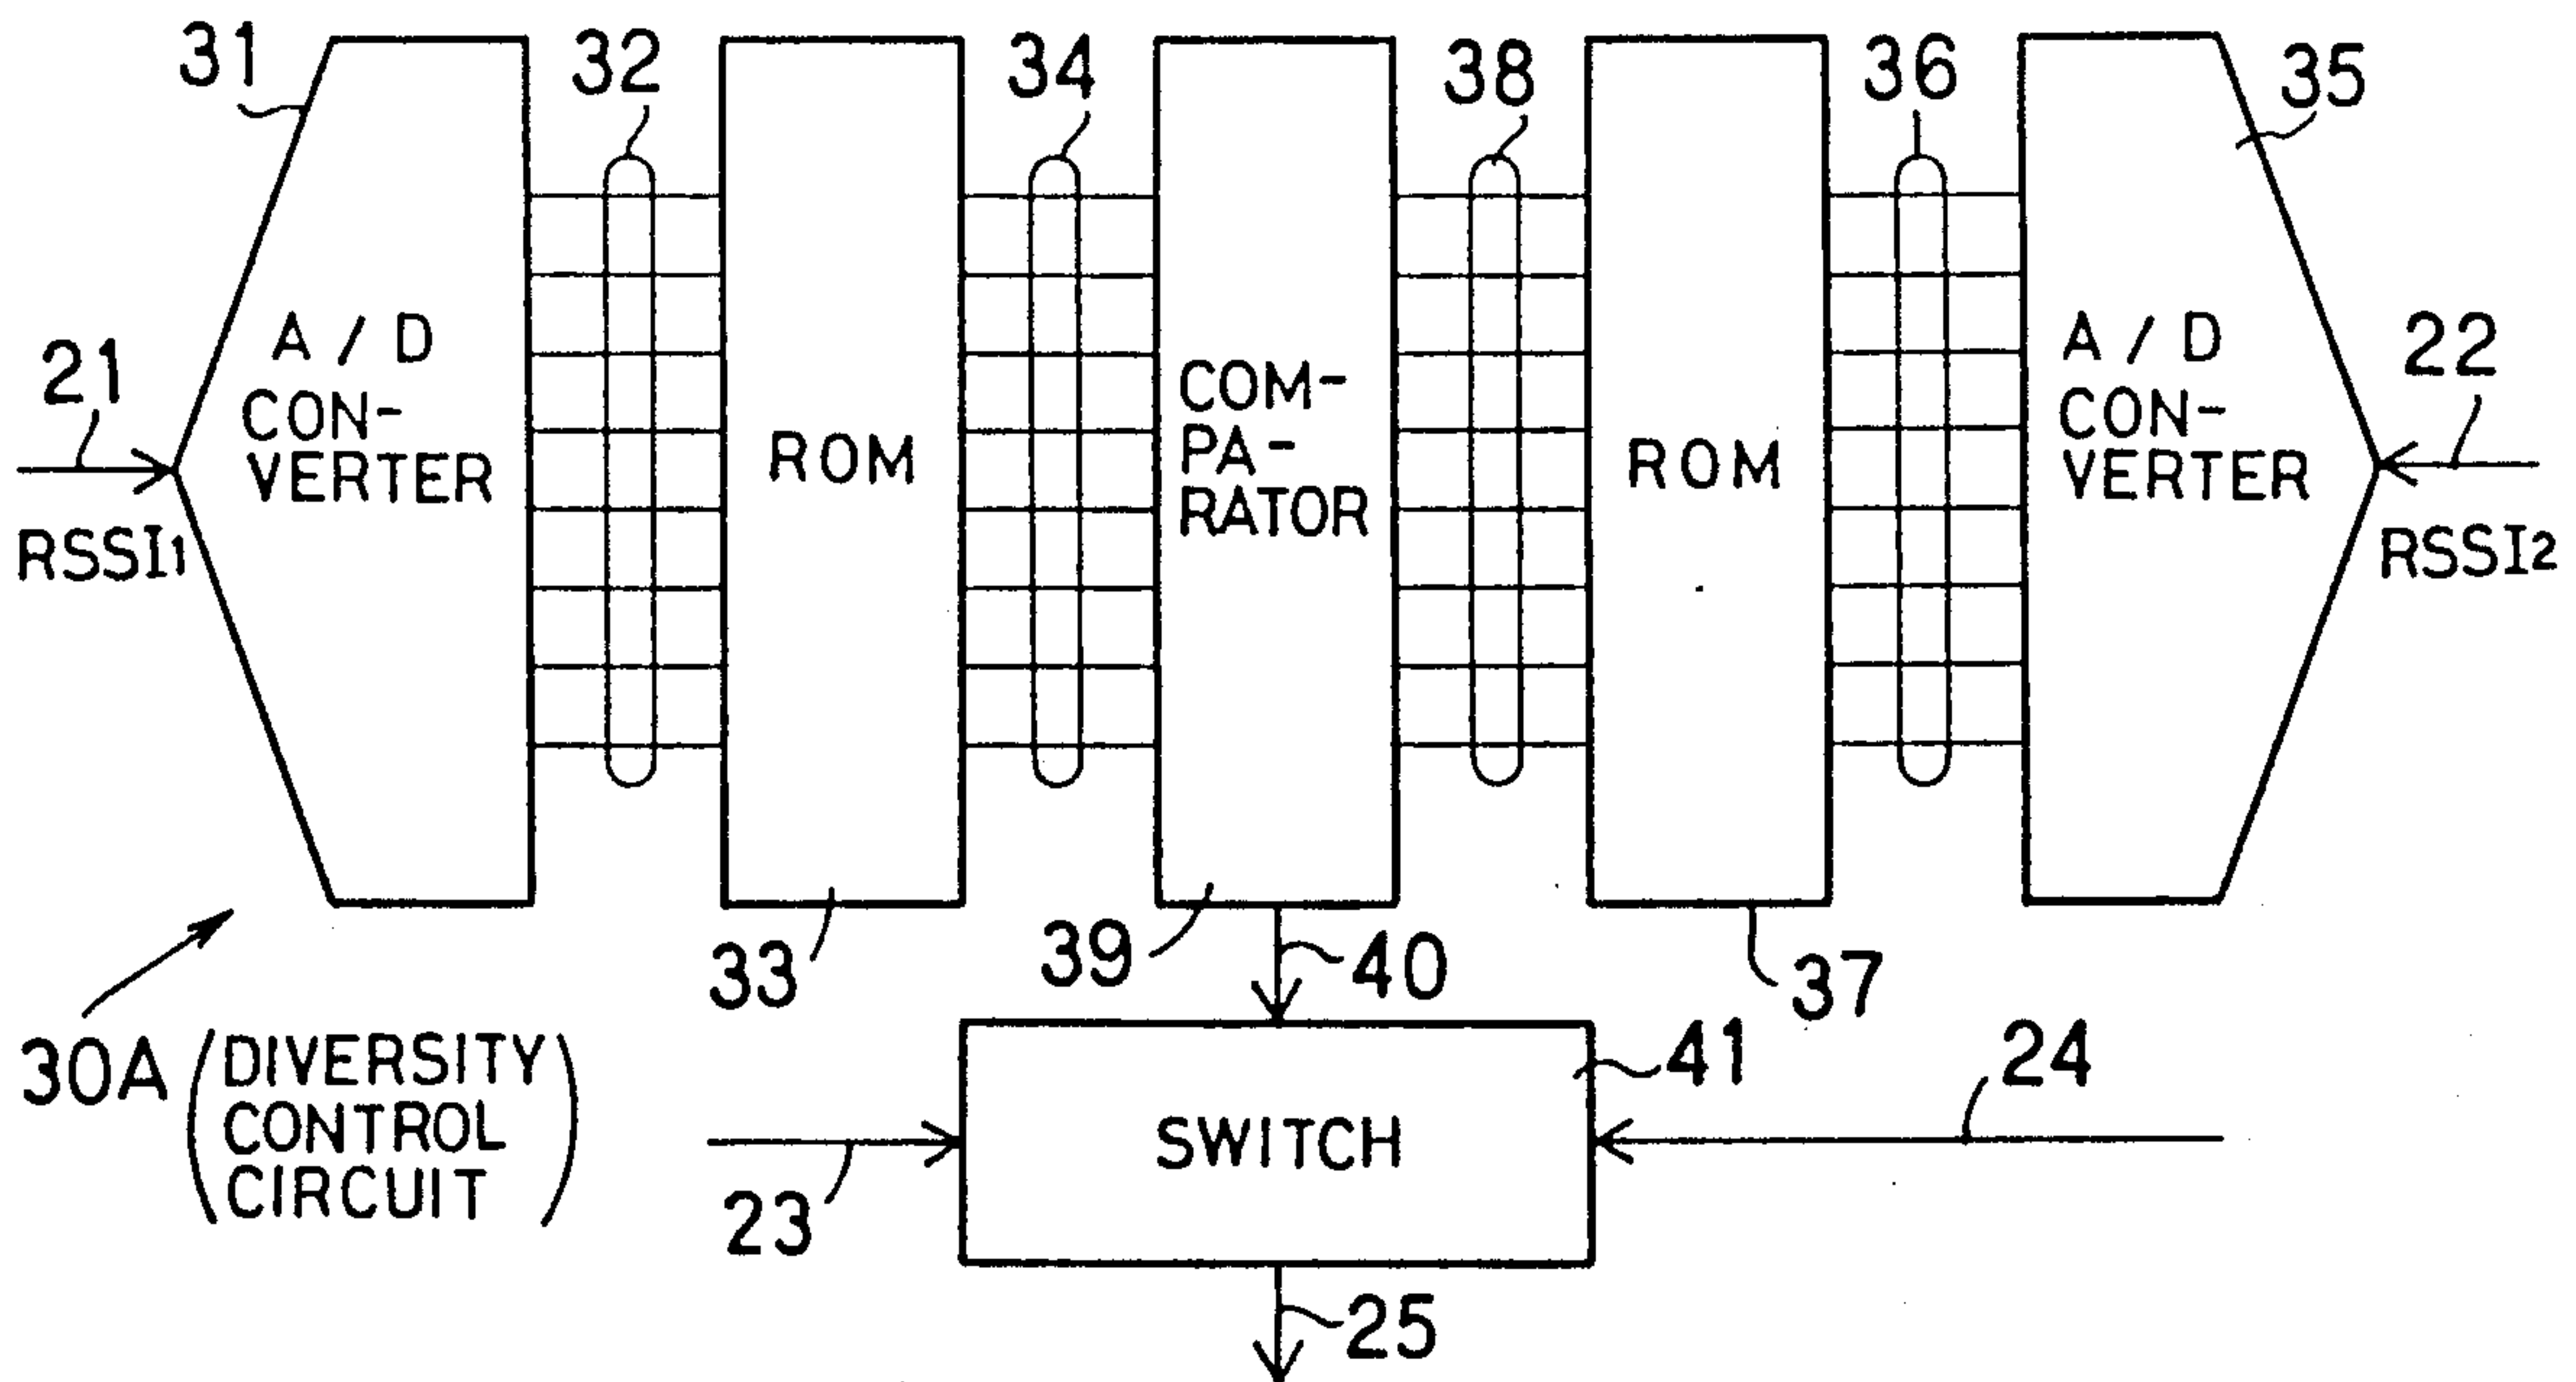 31
32
34
38
36
35
21
RSSI1
A / D
CON-
VERTER
ROM
COM-
PA-
RATOR
ROM
A / D
CON-
VERTER
22
RSSI2
33
39
40
37
30A (DIVERSITY
CONTROL
CIRCUIT)
23
SWITCH
41
24
25